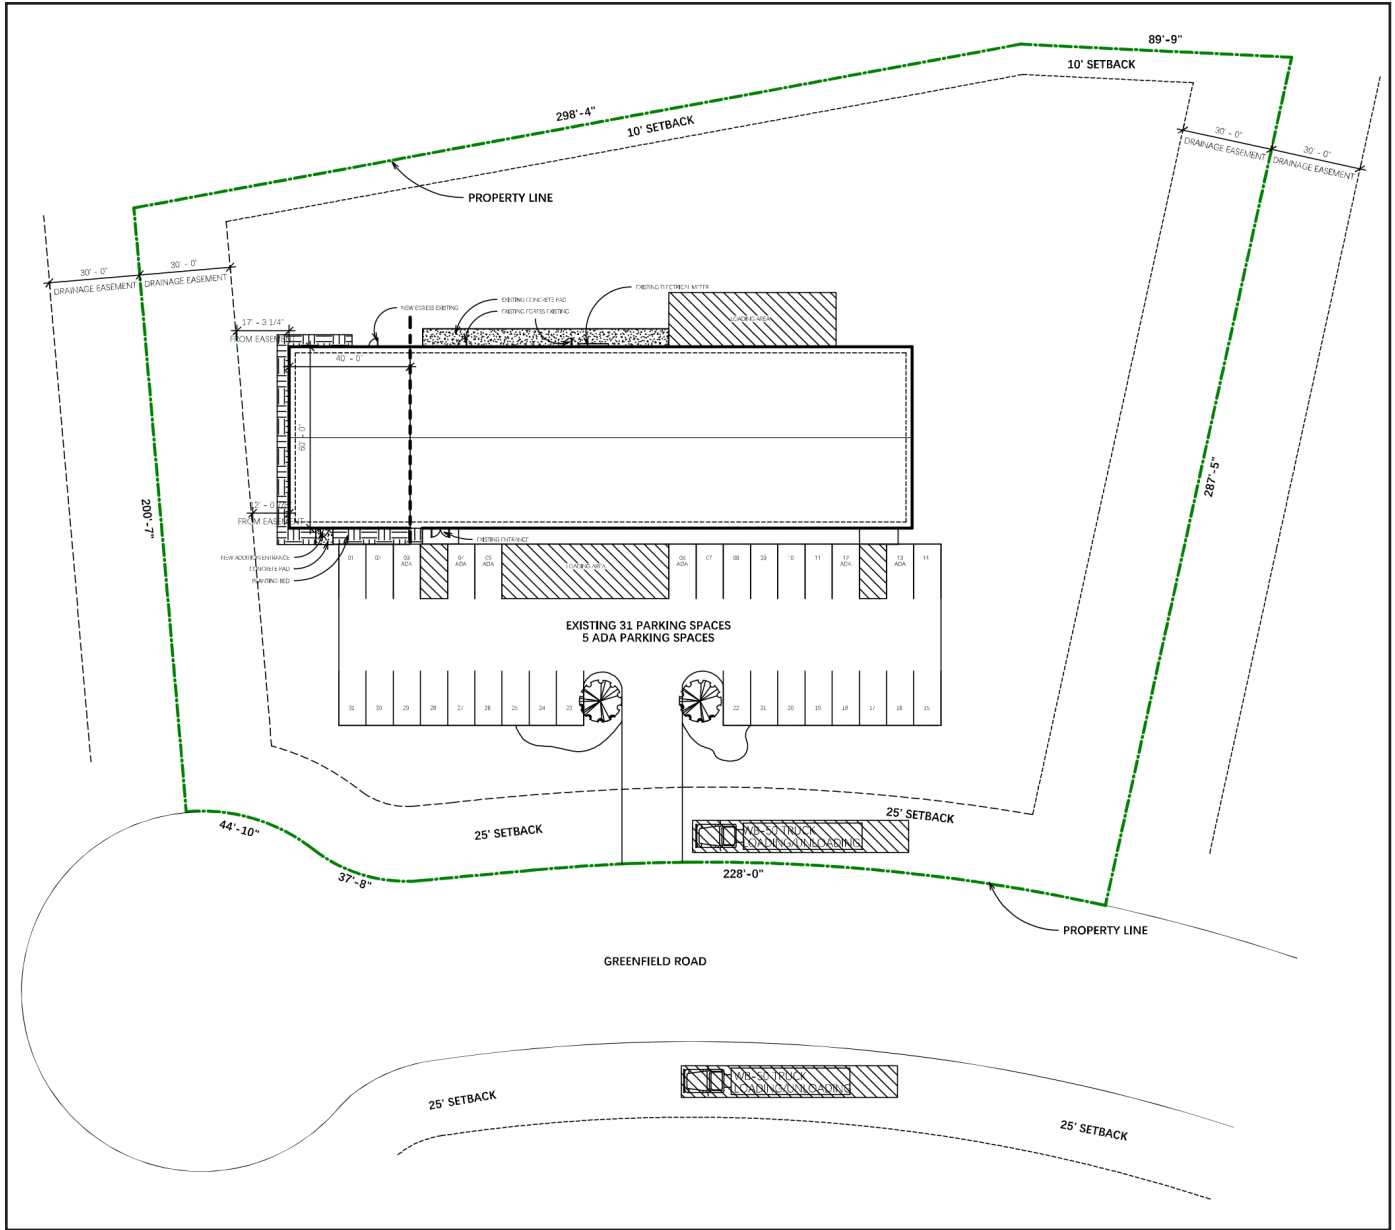 89'-9"
10' SETBACK
298'-4"
10' SETBACK
30' - 0"
30' - 0"
DRAINAGE EASEMENT
DRAINAGE EASEMENT
PROPERTY LINE
30' - 0"
30' - 0"
DRAINAGE EASEMENT
DRAINAGE EASEMENT
EXISTING ELECTRICAL METER
EXISTING CONCRETE PAD
NEW EGRESS EXISTING
EXISTING EGRESS EXISTING
LOADING AREA
17' - 3 1/4"
FROM EASEMENT
40' - 0"
60' - 0"
287'-5"
200'-7"
FROM EASEMENT
EXISTING ENTRANCE
NEW ADDITION ENTRANCE
CONCRETE PAD
PLANTING BED
01
02
03
ADA
04
ADA
05
ADA
LOADING AREA
06
ADA
07
08
09
10
11
12
ADA
13
ADA
14
EXISTING 31 PARKING SPACES
5 ADA PARKING SPACES
31
30
29
28
27
26
25
24
23
22
21
20
19
18
17
16
15
25' SETBACK
25' SETBACK
WB-50 TRUCK
LOADING/UNLOADING
44'-10"
37'-8"
228'-0"
PROPERTY LINE
GREENFIELD ROAD
WB-50 TRUCK
LOADING/UNLOADING
25' SETBACK
25' SETBACK